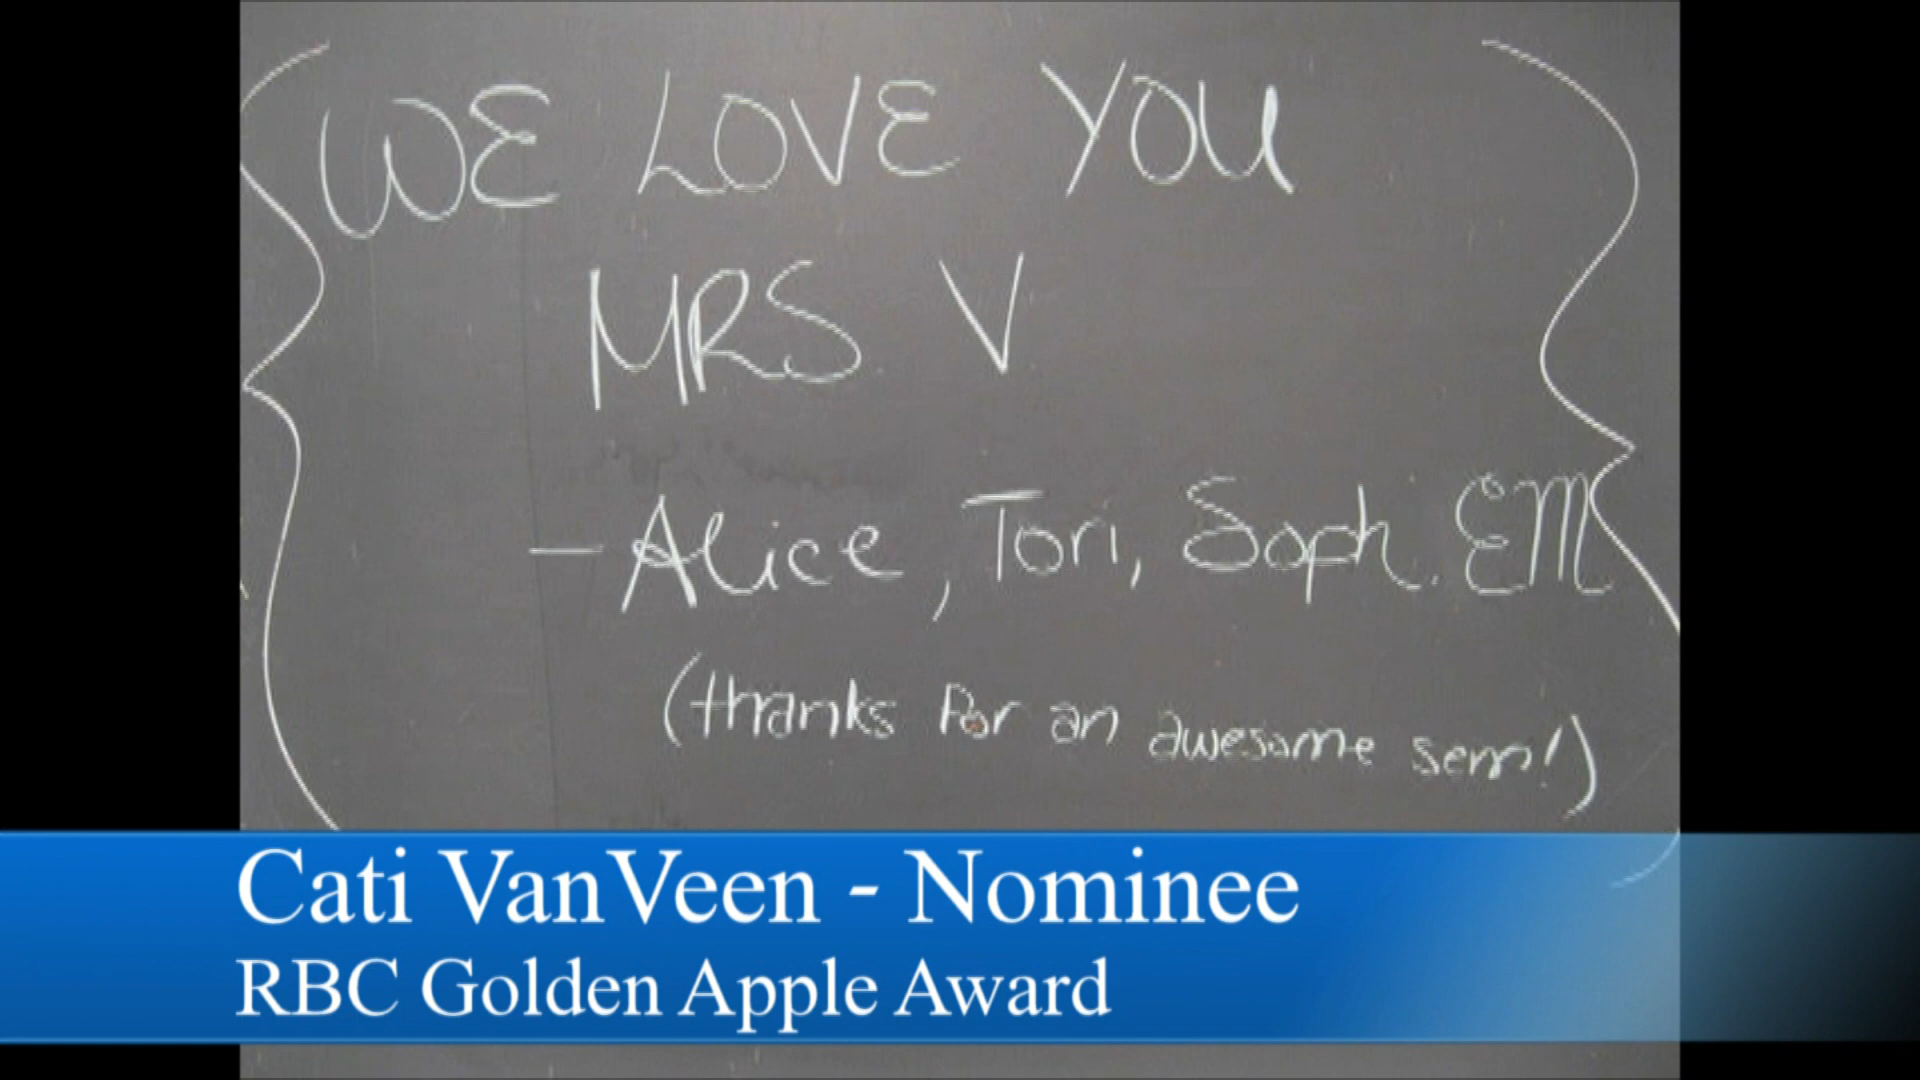 WE LOVE YOU
MRS V
- Alice, Tori, Soph. EM
(thanks for an awesome sem!)
Cati VanVeen - Nominee
RBC Golden Apple Award